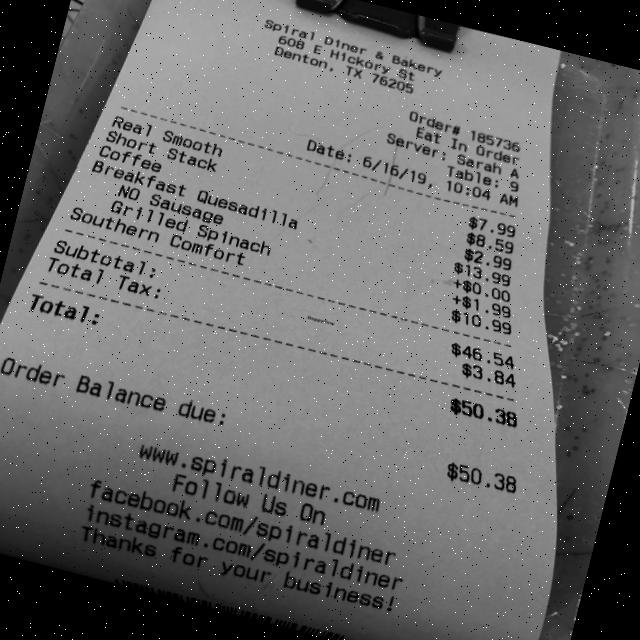 Spiral Diner & Bakery
608 E Hickory St
Denton, TX 76205
Order# 185736
Eat In Order
Server: Sarah A
Table: 9
Date: 6/16/19, 10:04 AM
Real Smooth $7.99
Short Stack $8.59
Coffee $2.99
Breakfast Quesadilla $13.99
NO Sausage +$0.00
Grilled Spinach +$1.99
Southern Comfort $10.99
Subtotal: $46.54
Total Tax: $3.84
Total: $50.38
Order Balance due: $50.38
www.spiraldiner.com
Follow Us On
facebook.com/spiraldiner
instagram.com/spiraldiner
Thanks for your business!